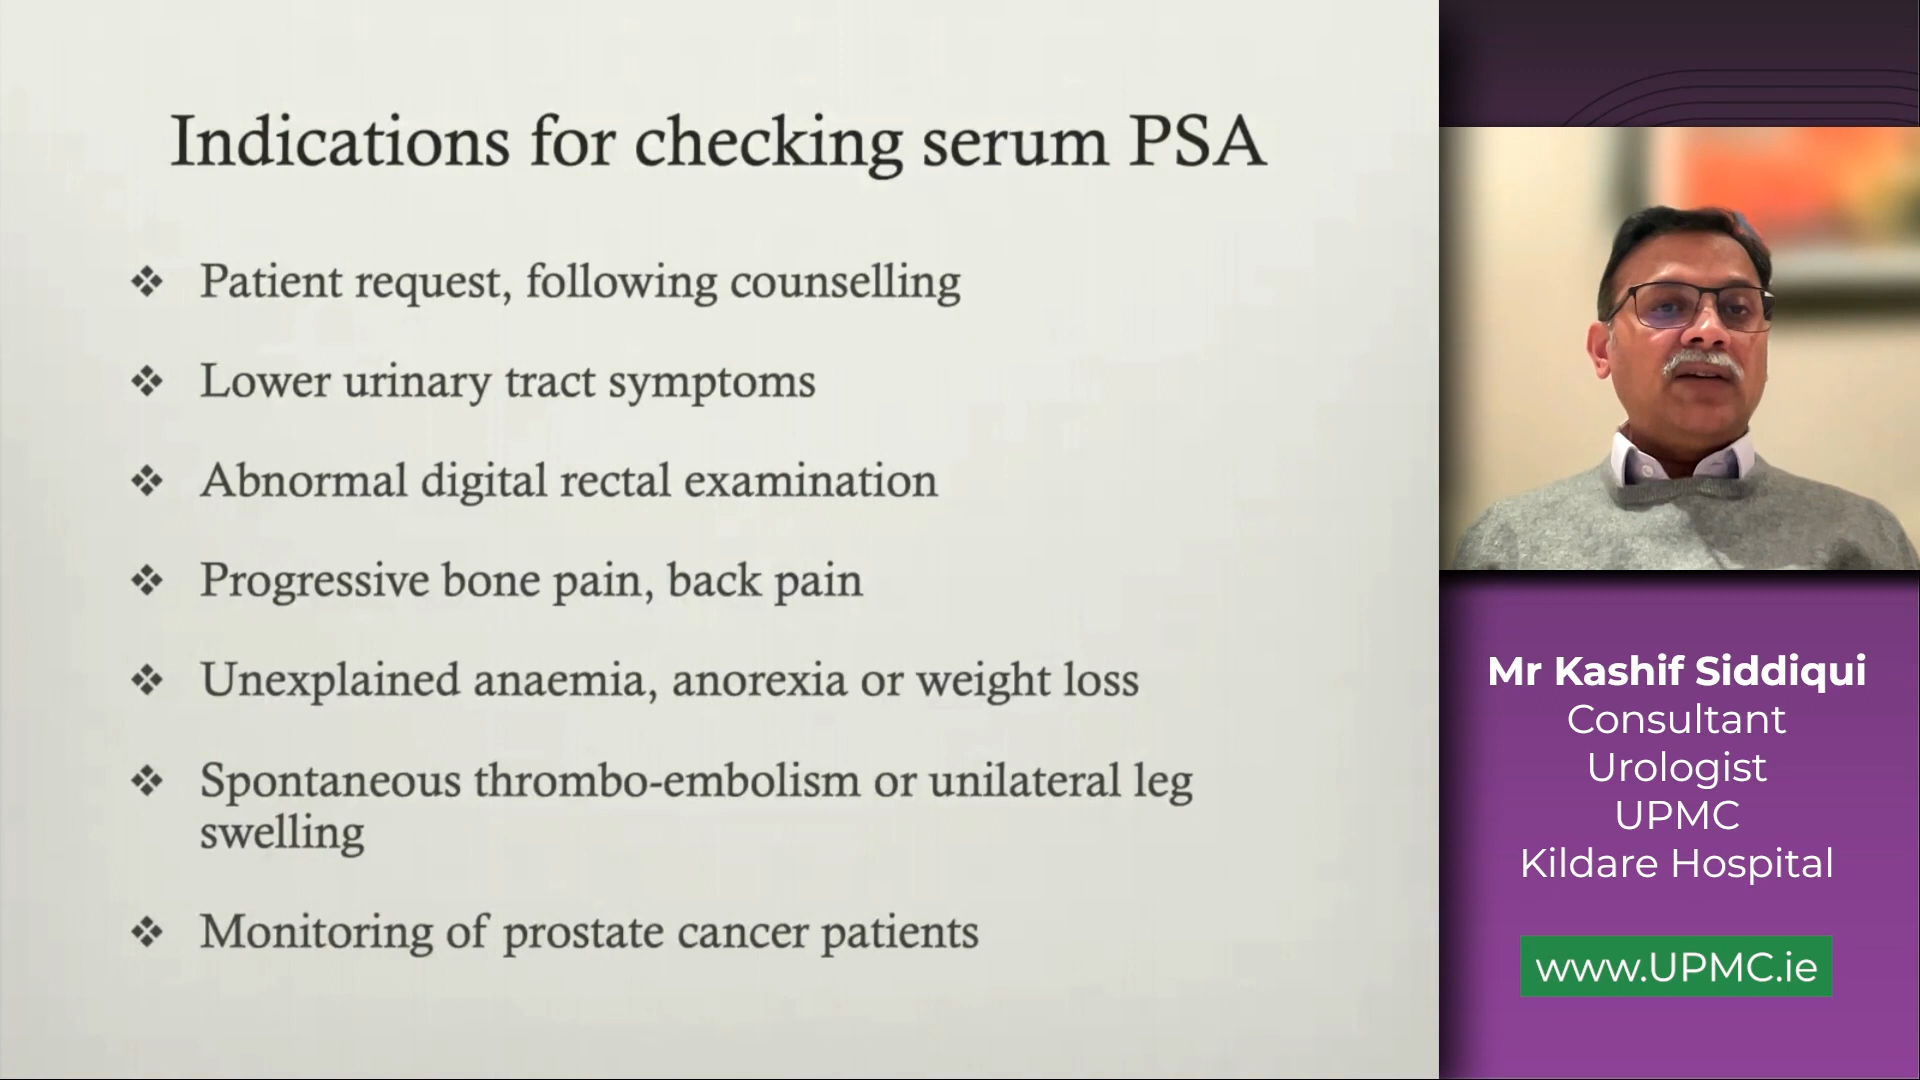 Indications for checking serum PSA
❖ Patient request, following counselling
❖ Lower urinary tract symptoms
❖ Abnormal digital rectal examination
❖ Progressive bone pain, back pain
❖ Unexplained anaemia, anorexia or weight loss
❖ Spontaneous thrombo-embolism or unilateral leg
swelling
❖ Monitoring of prostate cancer patients
Mr Kashif Siddiqui
Consultant
Urologist
UPMC
Kildare Hospital
www.UPMC.ie